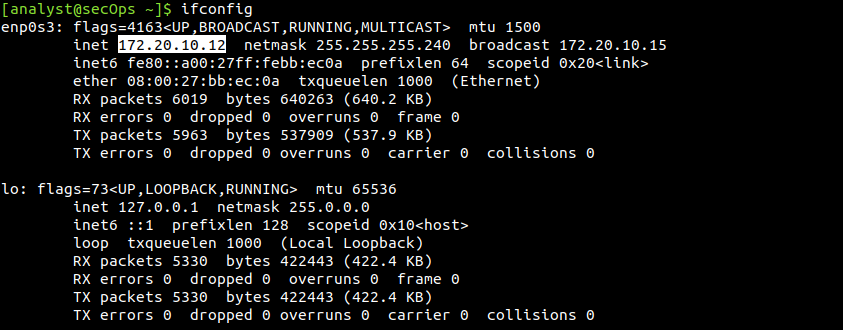 [analyst@secOps ~]$ ifconfig
enp0s3: flags=4163<UP,BROADCAST,RUNNING,MULTICAST>  mtu 1500
        inet 172.20.10.12  netmask 255.255.255.240  broadcast 172.20.10.15
        inet6 fe80::a00:27ff:febb:ec0a  prefixlen 64  scopeid 0x20<link>
        ether 08:00:27:bb:ec:0a  txqueuelen 1000  (Ethernet)
        RX packets 6019  bytes 640263 (640.2 KB)
        RX errors 0  dropped 0  overruns 0  frame 0
        TX packets 5963  bytes 537909 (537.9 KB)
        TX errors 0  dropped 0 overruns 0  carrier 0  collisions 0

lo: flags=73<UP,LOOPBACK,RUNNING>  mtu 65536
        inet 127.0.0.1  netmask 255.0.0.0
        inet6 ::1  prefixlen 128  scopeid 0x10<host>
        loop  txqueuelen 1000  (Local Loopback)
        RX packets 5330  bytes 422443 (422.4 KB)
        RX errors 0  dropped 0  overruns 0  frame 0
        TX packets 5330  bytes 422443 (422.4 KB)
        TX errors 0  dropped 0 overruns 0  carrier 0  collisions 0